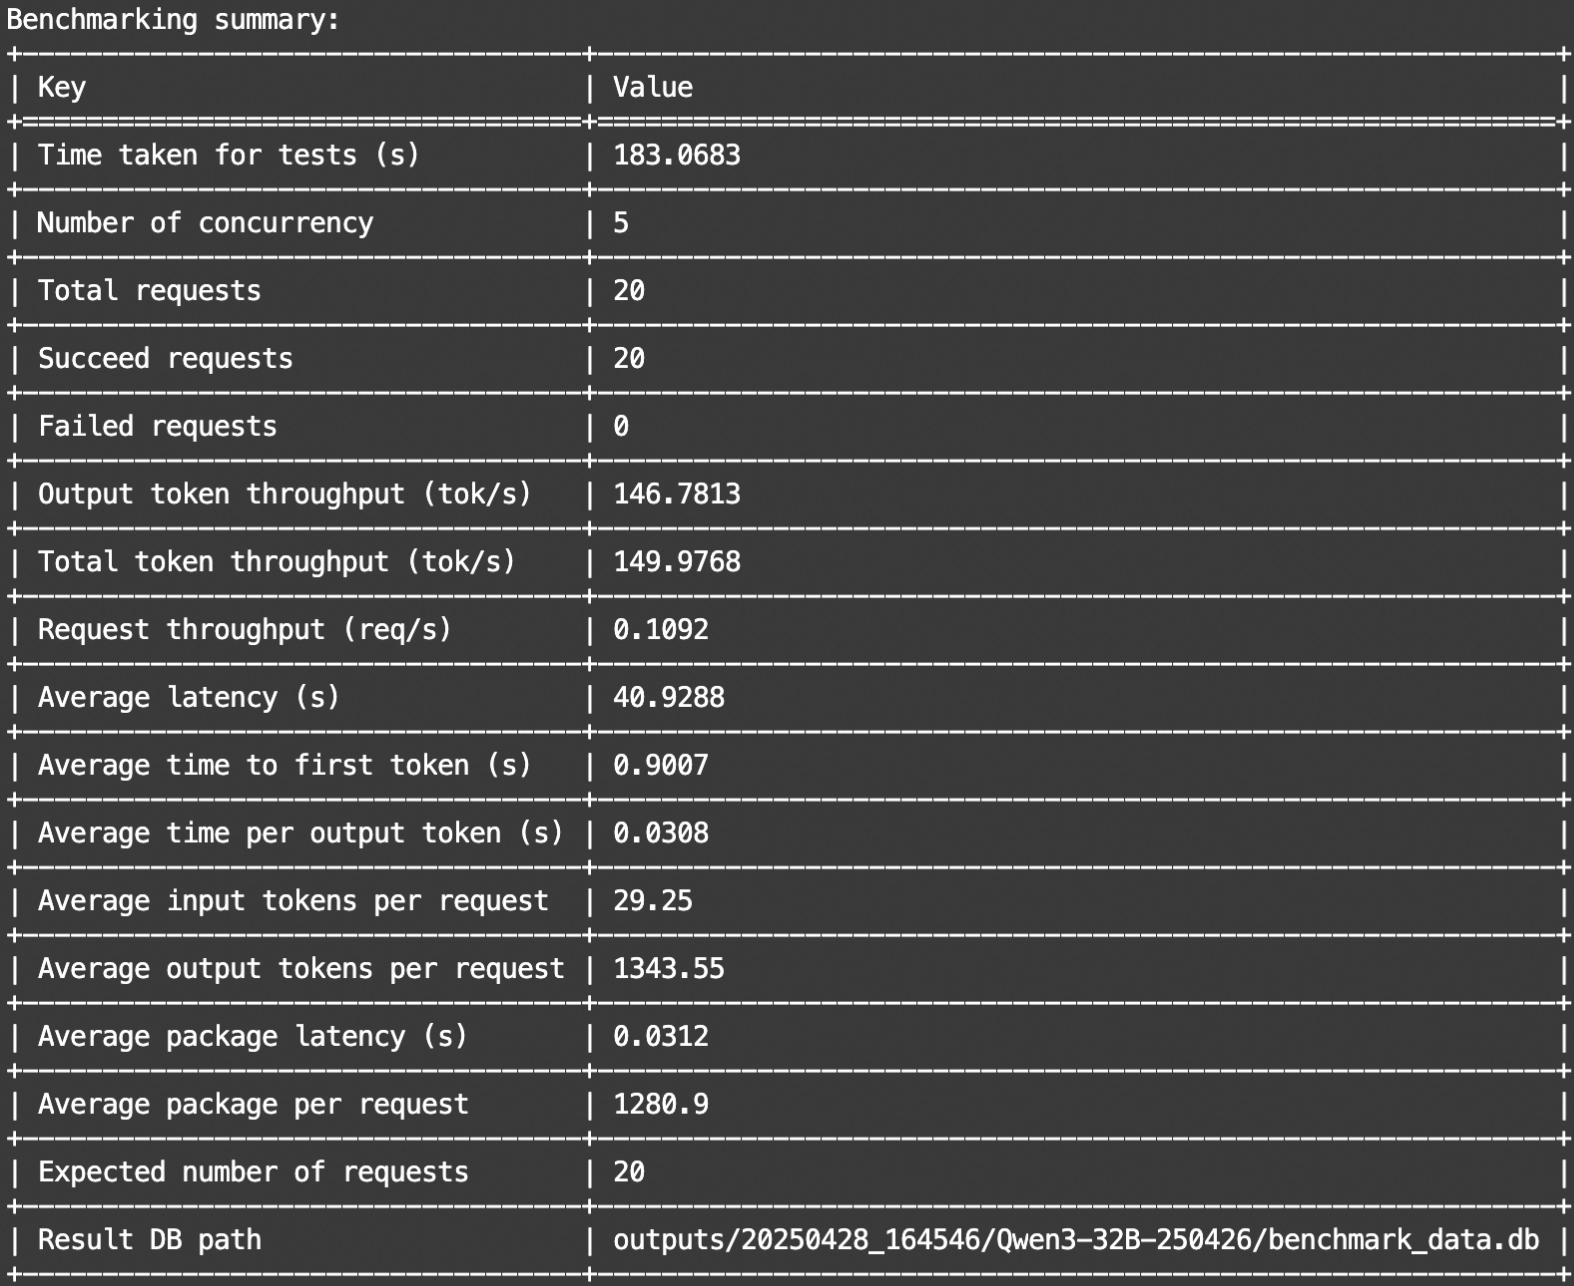 Benchmarking summary:
| Key | Value |
| Time taken for tests (s) | 183.0683 |
| Number of concurrency | 5 |
| Total requests | 20 |
| Succeed requests | 20 |
| Failed requests | 0 |
| Output token throughput (tok/s) | 146.7813 |
| Total token throughput (tok/s) | 149.9768 |
| Request throughput (req/s) | 0.1092 |
| Average latency (s) | 40.9288 |
| Average time to first token (s) | 0.9007 |
| Average time per output token (s) | 0.0308 |
| Average input tokens per request | 29.25 |
| Average output tokens per request | 1343.55 |
| Average package latency (s) | 0.0312 |
| Average package per request | 1280.9 |
| Expected number of requests | 20 |
| Result DB path | outputs/20250428_164546/Qwen3-32B-250426/benchmark_data.db |